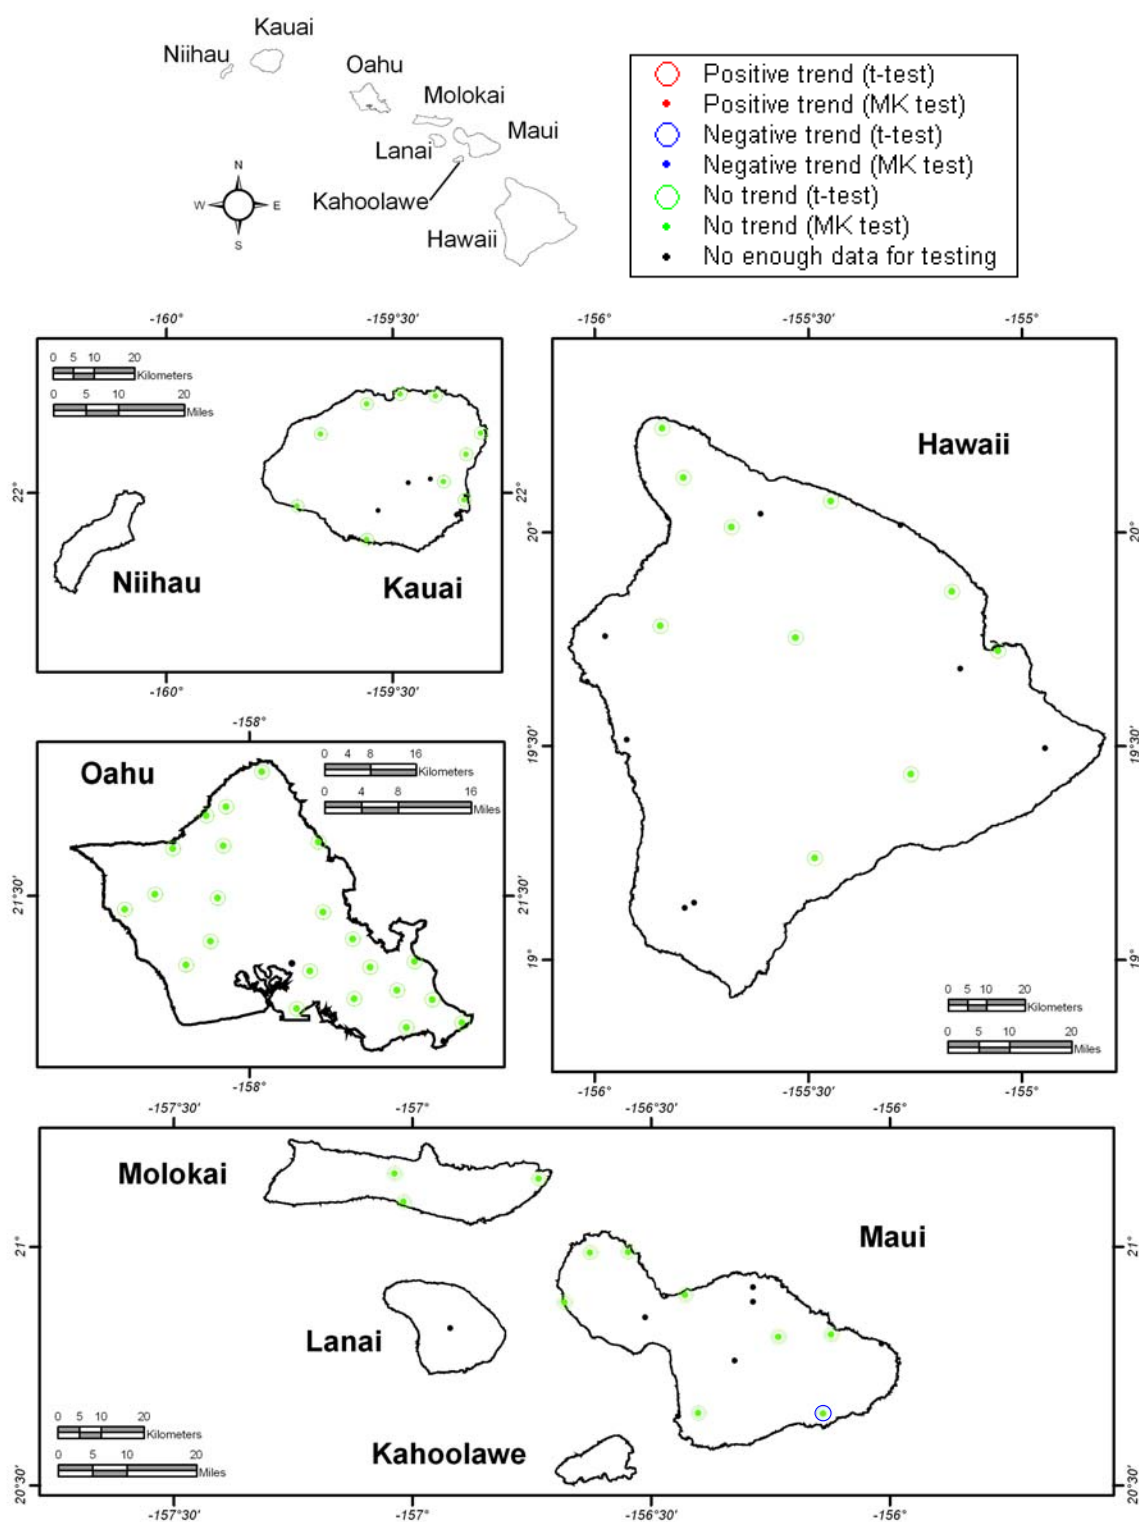 Kauai
Niihau
Oahu
Molokai
Maui
Lanai
Kahoolawe
Hawaii
N
W E
S
Positive trend (t-test)
Positive trend (MK test)
Negative trend (t-test)
Negative trend (MK test)
No trend (t-test)
No trend (MK test)
No enough data for testing
-160° -159°30'
0 5 10 20
Kilometers
0 5 10 20
Miles
22° 22°
Niihau
Kauai
-160° -159°30'
-156° -155°30' -155°
Hawaii
20° 20°
19°30' 19°30'
19° 19°
0 5 10 20
Kilometers
0 5 10 20
Miles
-156° -155°30' -155°
-158°
Oahu
0 4 8 16
Kilometers
0 4 8 16
Miles
21°30' 21°30'
-158°
-157°30' -157° -156°30' -156°
Molokai
Maui
21° 21°
Lanai
0 5 10 20
Kilometers
0 5 10 20
Miles
Kahoolawe
20°30' 20°30'
-157°30' -157° -156°30' -156°